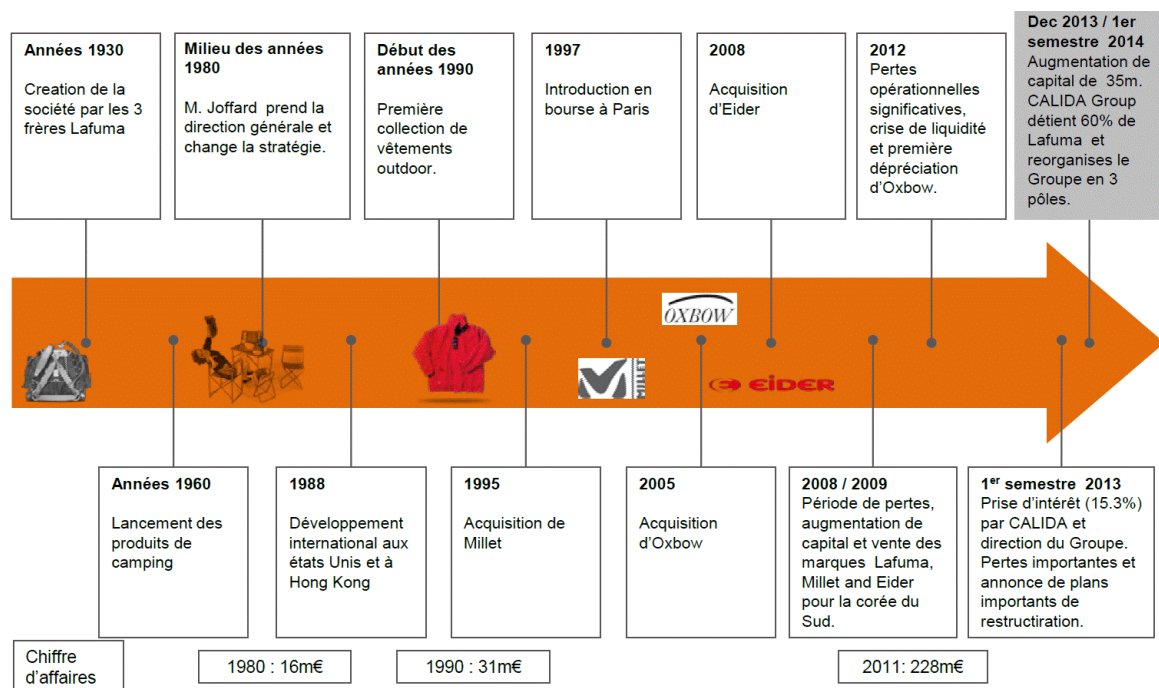 Années 1930
Creation de la
société par les 3
frères Lafuma
Milieu des années
1980
M. Joffard prend la
direction générale et
change la stratégie.
Début des
années 1990
Première
collection de
vêtements
outdoor.
1997
Introduction en
bourse à Paris
2008
Acquisition
d'Eider
2012
Pertes
opérationnelles
significatives,
crise de liquidité
et première
dépréciation
d'Oxbow.
Dec 2013 / 1er
semestre 2014
Augmentation de
capital de 35m.
CALIDA Group
détient 60% de
Lafuma et
reorganises le
Groupe en 3
pôles.
OXBOW
MILLET
EIDER
Années 1960
Lancement des
produits de
camping
1988
Développement
international aux
états Unis et à
Hong Kong
1995
Acquisition de
Millet
2005
Acquisition
d'Oxbow
2008 / 2009
Période de pertes,
augmentation de
capital et vente des
marques Lafuma,
Millet and Eider
pour la corée du
Sud.
1er semestre 2013
Prise d'intérêt (15.3%)
par CALIDA et
direction du Groupe.
Pertes importantes et
annonce de plans
importants de
restructiration.
Chiffre
d'affaires
1980 : 16m€
1990 : 31m€
2011: 228m€